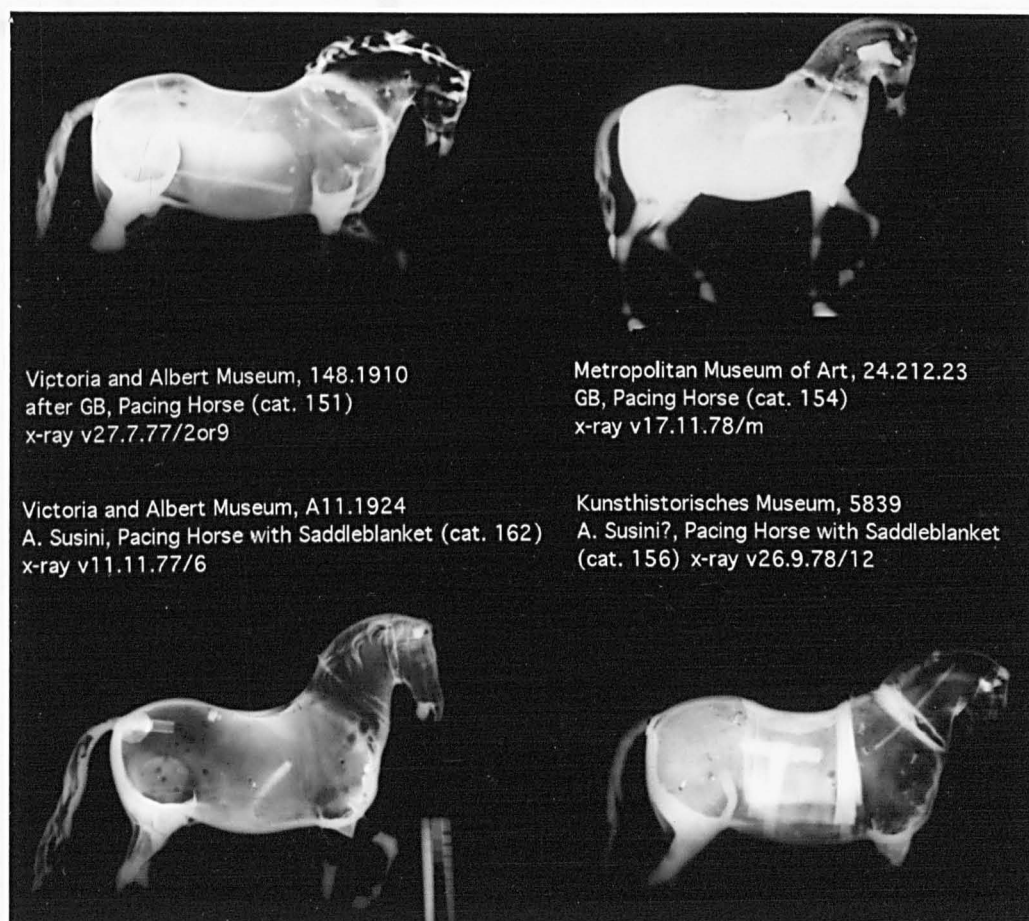 Victoria and Albert Museum, 148.1910
after GB, Pacing Horse (cat. 151)
x-ray v27.7.77/2or9
Metropolitan Museum of Art, 24.212.23
GB, Pacing Horse (cat. 154)
x-ray v17.11.78/m
Victoria and Albert Museum, A11.1924
A. Susini, Pacing Horse with Saddleblanket (cat. 162)
x-ray v11.11.77/6
Kunsthistorisches Museum, 5839
A. Susini?, Pacing Horse with Saddleblanket
(cat. 156) x-ray v26.9.78/12